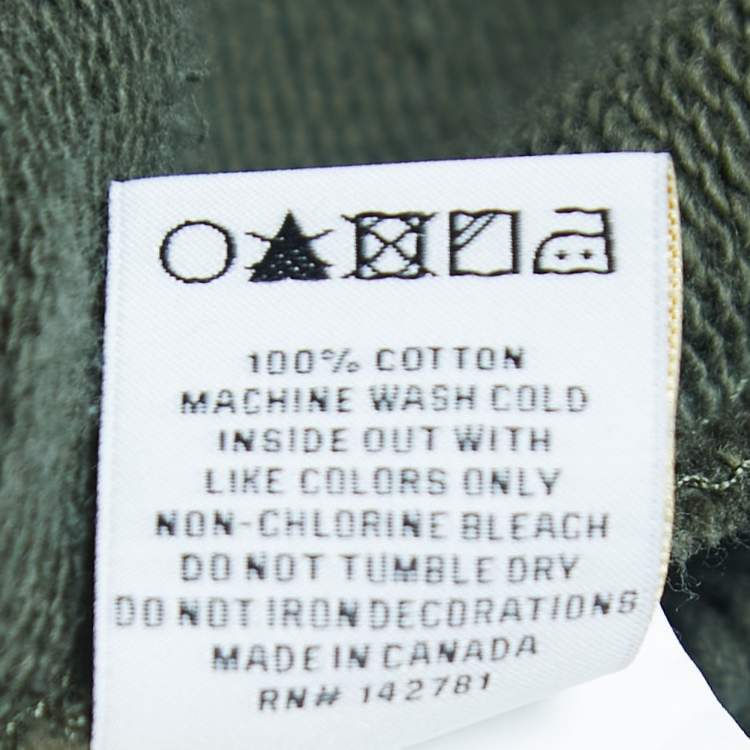 100% COTTON
MACHINE WASH COLD
INSIDE OUT WITH
LIKE COLORS ONLY
NON-CHLORINE BLEACH
DO NOT TUMBLE DRY
DO NOT IRON DECORATIONS
MADE IN CANADA
RN# 142781